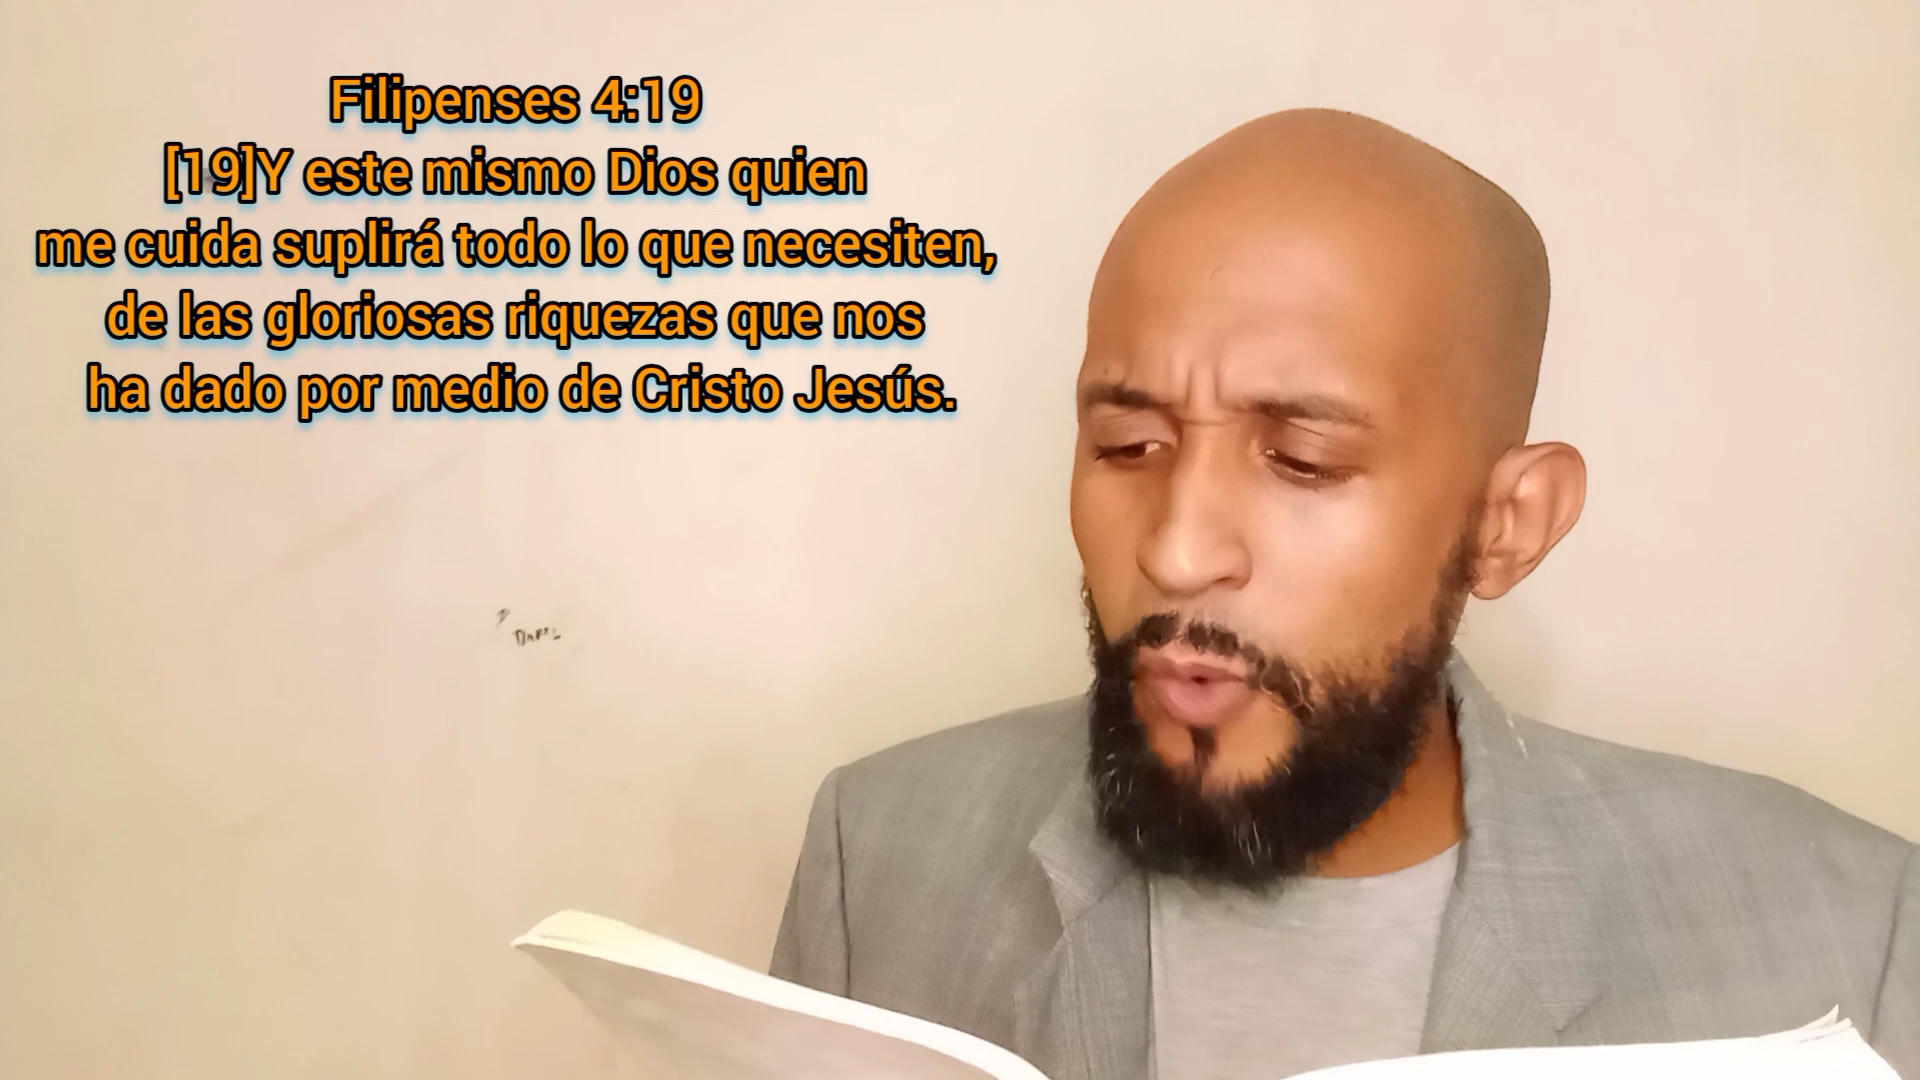 Filipenses 4:19
[19]Y este mismo Dios quien
me cuida suplirá todo lo que necesiten,
de las gloriosas riquezas que nos
ha dado por medio de Cristo Jesús.